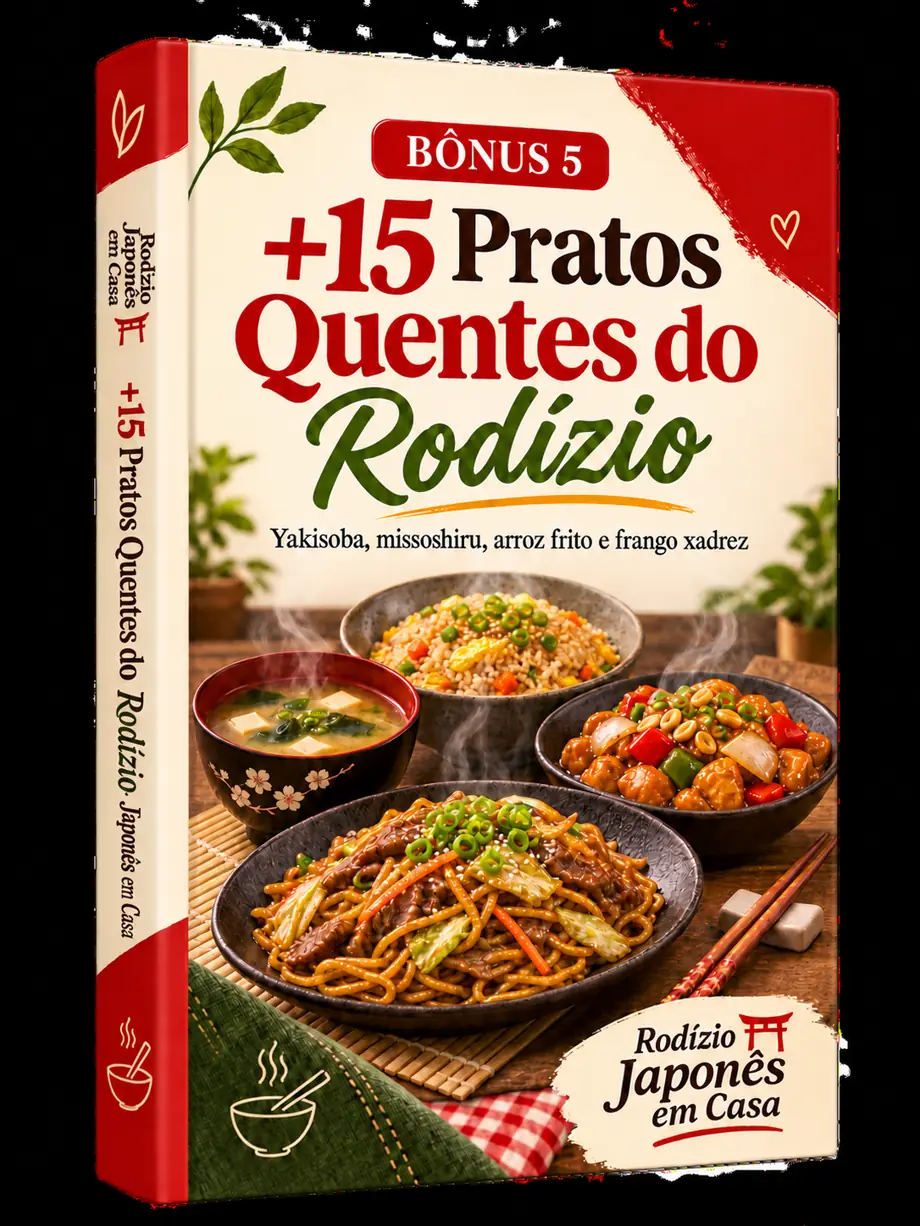 BÔNUS 5
+15 Pratos
Quentes do
Rodízio
Yakisoba, missoshiru, arroz frito e frango xadrez
Rodízio
Japonês
em Casa
Rodízio
Japonês
em Casa
+15 Pratos Quentes do Rodízio Japonês em Casa